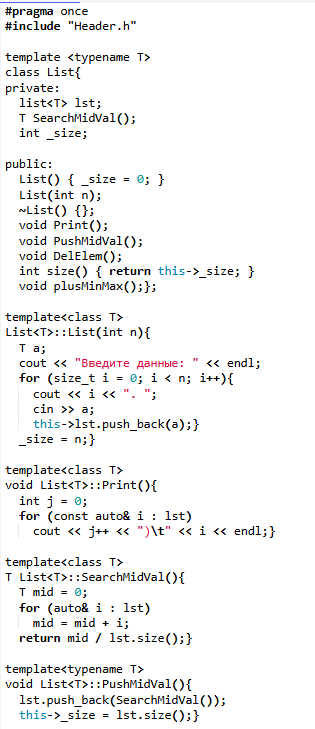 #pragma once
#include "Header.h"
template <typename T>
class List{
private:
list<T> lst;
T SearchMidVal();
int _size;
public:
List() { _size = 0; }
List(int n);
~List() {};
void Print();
void PushMidVal();
void DelElem();
int size() { return this->_size; }
void plusMinMax();};
template<class T>
List<T>::List(int n){
T a;
cout << "Введите данные: " << endl;
for (size_t i = 0; i < n; i++){
cout << i << ". ";
cin >> a;
this->lst.push_back(a);}
_size = n;}
template<class T>
void List<T>::Print(){
int j = 0;
for (const auto& i : lst)
cout << j++ << ")\t" << i << endl;}
template<class T>
T List<T>::SearchMidVal(){
T mid = 0;
for (auto& i : lst)
mid = mid + i;
return mid / lst.size();}
template<typename T>
void List<T>::PushMidVal(){
lst.push_back(SearchMidVal());
this->_size = lst.size();}